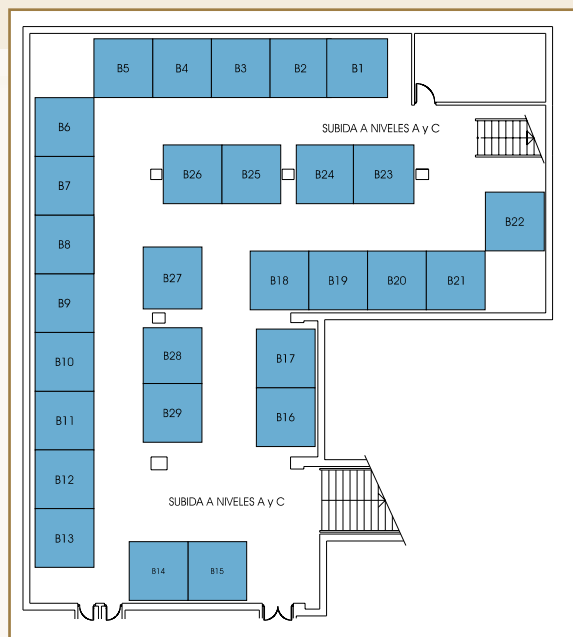 B5 B4 B3 B2 B1
B6
SUBIDA A NIVELES A y C
B26 B25 B24 B23
B7
B22
B8
B27
B18 B19 B20 B21
B9
B28
B17
B10
B29
B16
B11
B12
SUBIDA A NIVELES A y C
B13
B14 B15